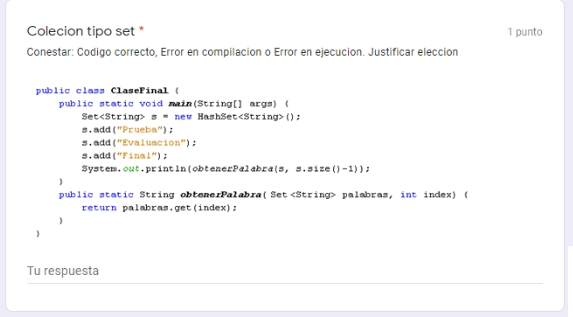 Colecion tipo set *
1 punto
Conestar: Codigo correcto, Error en compilacion o Error en ejecucion. Justificar eleccion
public class ClaseFinal {
public static void main(String[] args) {
Set<String> s = new HashSet<String>();
s.add("Prueba");
s.add("Evaluacion");
s.add("Final");
System.out.println(obtenerPalabra(s, s.size()-1));
}
public static String obtenerPalabra( Set<String> palabras, int index) {
return palabras.get(index);
}
}
Tu respuesta